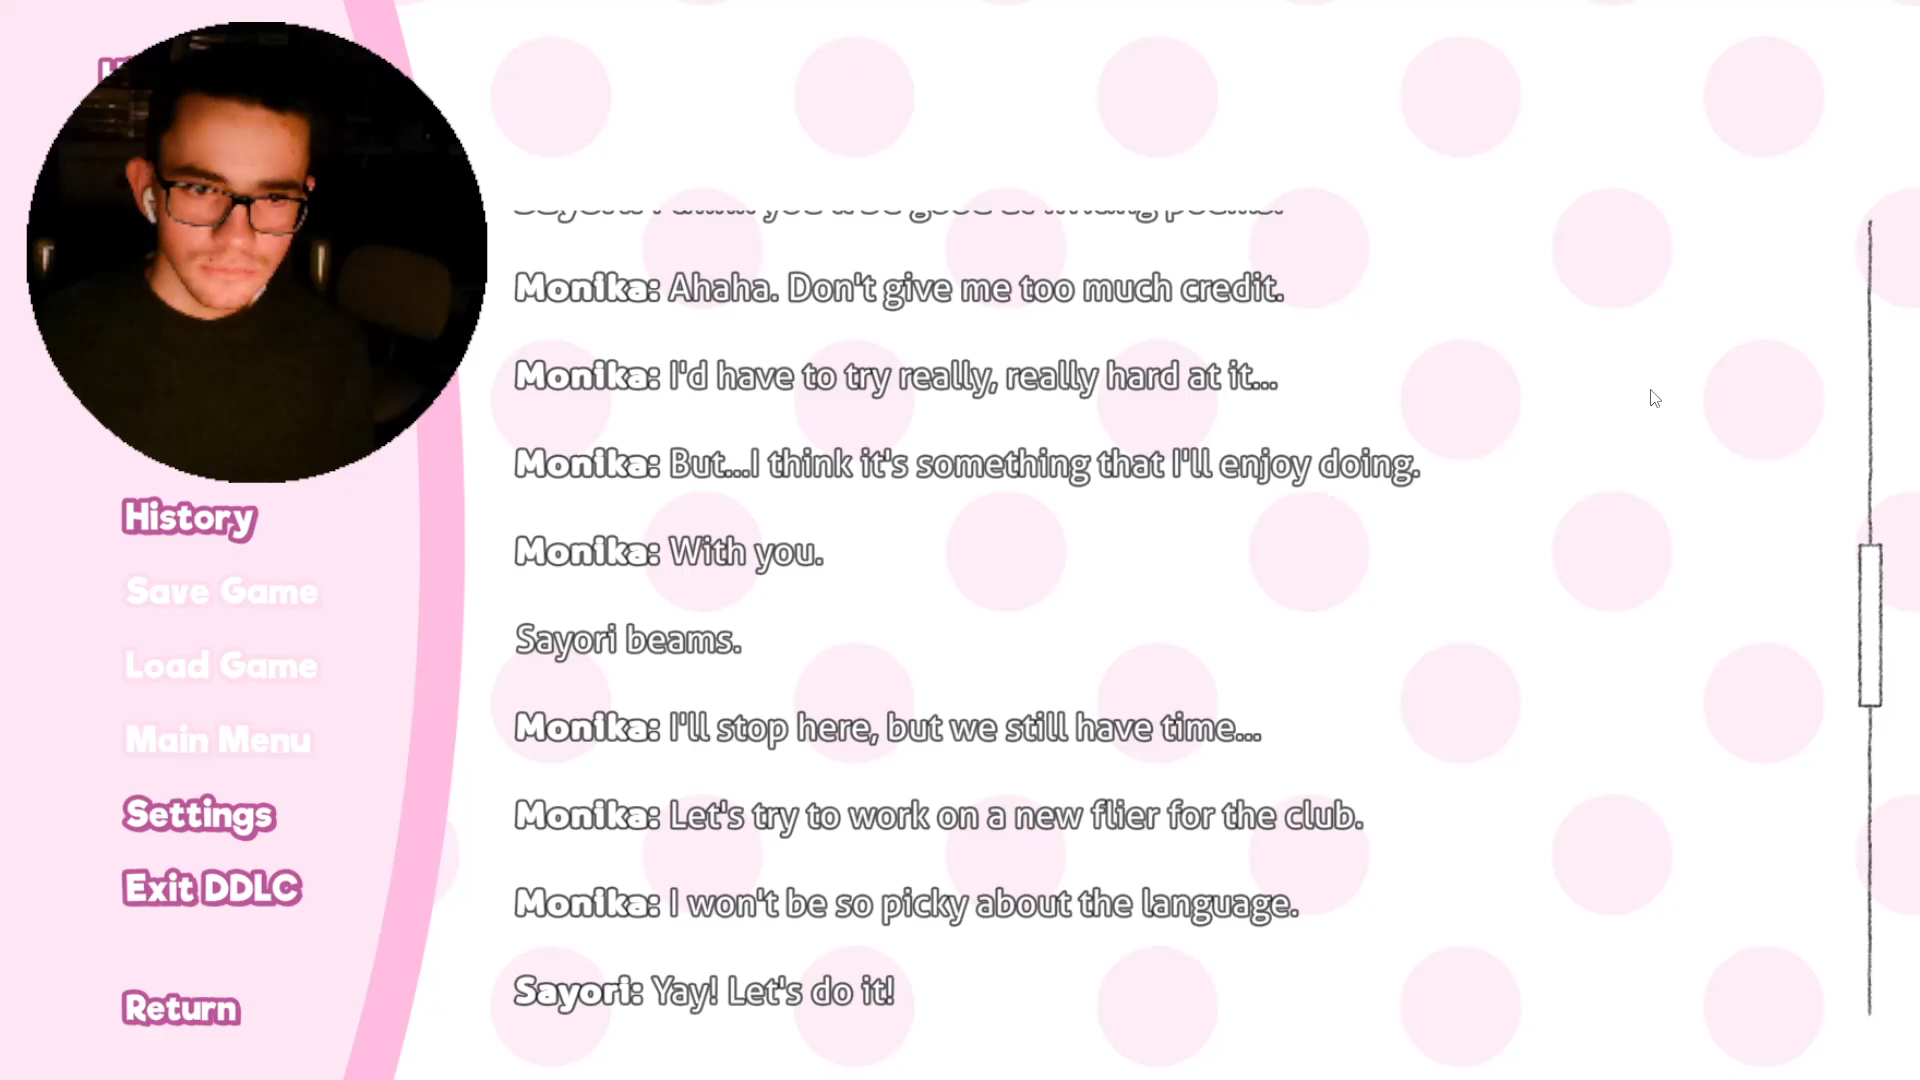 History
Save Game
Load Game
Main Menu
Settings
Exit DDLC
Return
Monika: Ahaha. Don't give me too much credit.
Monika: I'd have to try really, really hard at it...
Monika: But...I think it's something that I'll enjoy doing.
Monika: With you.
Sayori beams.
Monika: I'll stop here, but we still have time...
Monika: Let's try to work on a new flier for the club.
Monika: I won't be so picky about the language.
Sayori: Yay! Let's do it!